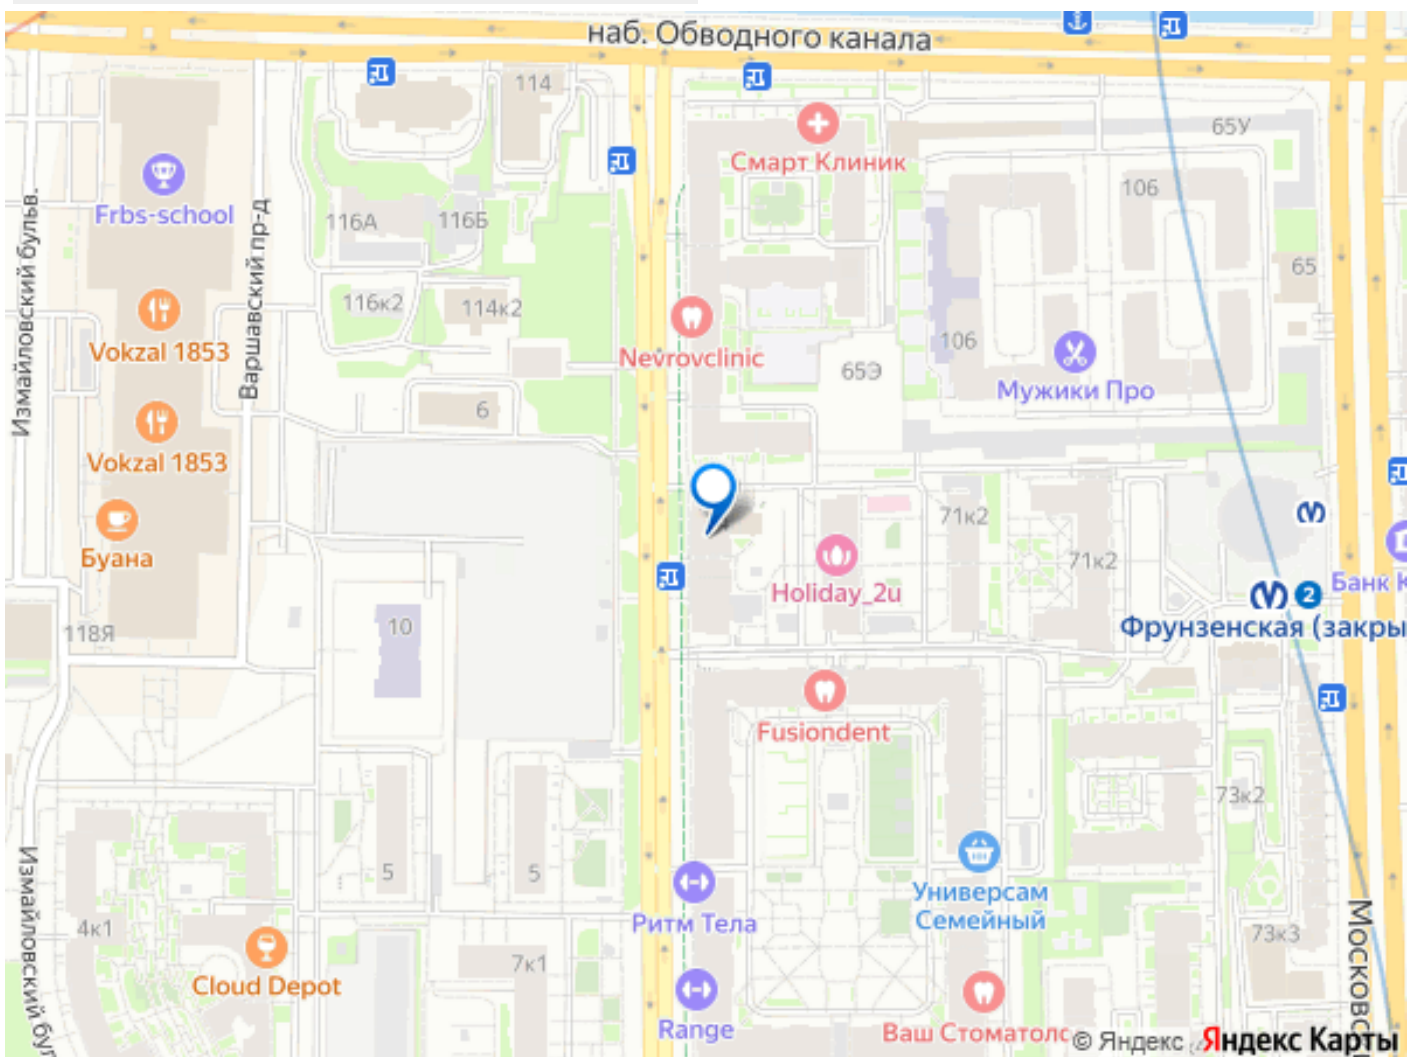 наб. Обводного канала
114
65У
Смарт Клиник
106
Frbs-school
116А
116Б
Измайловский бульв.
Варшавский пр-д
65
116к2
114к2
Vokzal 1853
Nevrovclinic
106
65Э
Мужики Про
6
Vokzal 1853
71к2
Буана
71к2
Holiday_2u
Банк К
2
Фрунзенская (закры
118Я
10
Fusiondent
73к2
5
5
Универсам
Семейный
Ритм Тела
4к1
73к3
Измайловский бул
Московс
7к1
Cloud Depot
Range
Ваш Стоматоло
© Яндекс
Яндекс Карты